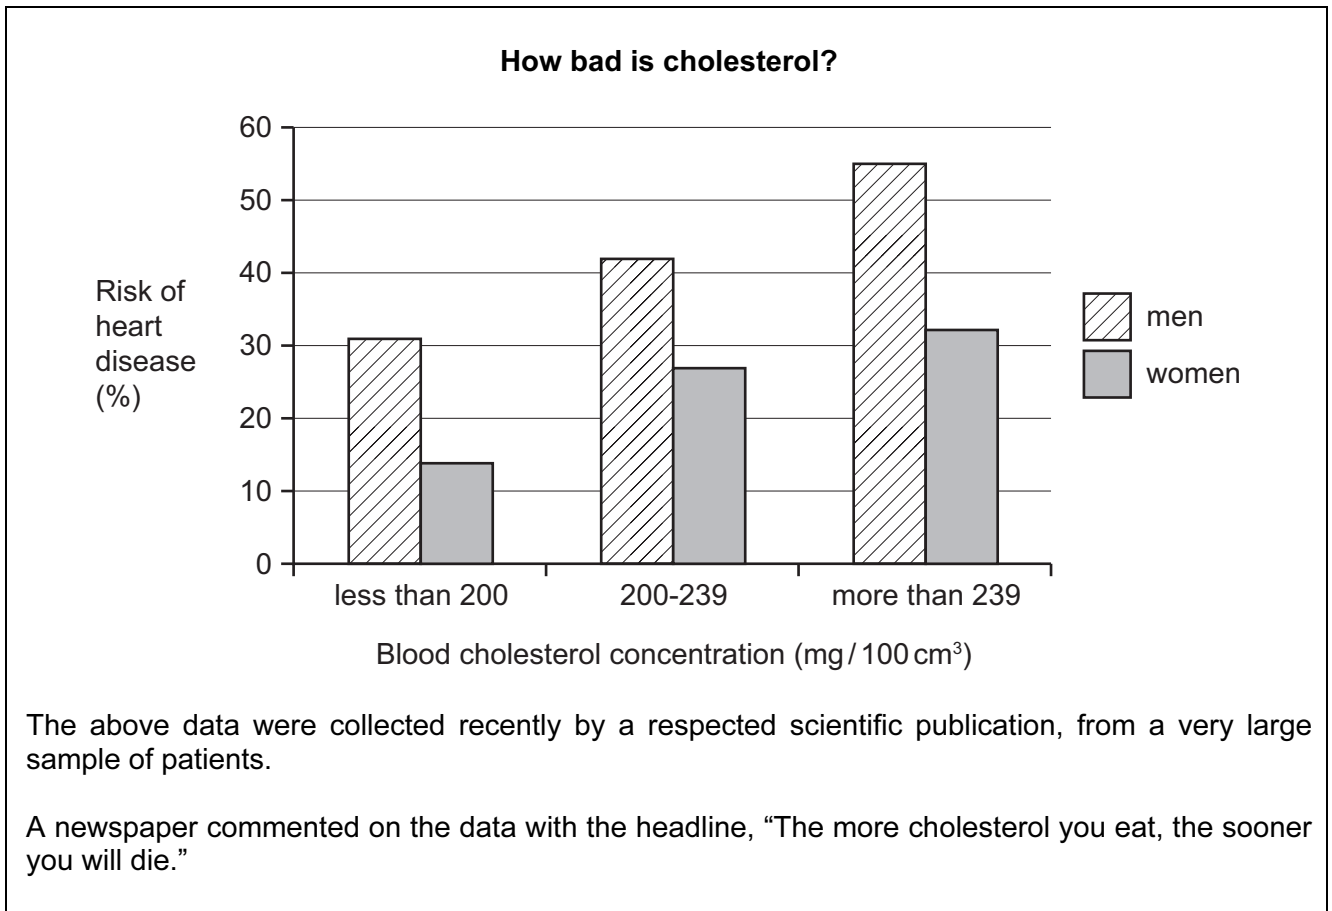 How bad is cholesterol?
60
50
40
30
20
10
0
Risk of
heart
disease
(%)
men
women
less than 200
200-239
more than 239
Blood cholesterol concentration (mg / 100 cm³)
The above data were collected recently by a respected scientific publication, from a very large
sample of patients.
A newspaper commented on the data with the headline, “The more cholesterol you eat, the sooner
you will die.”